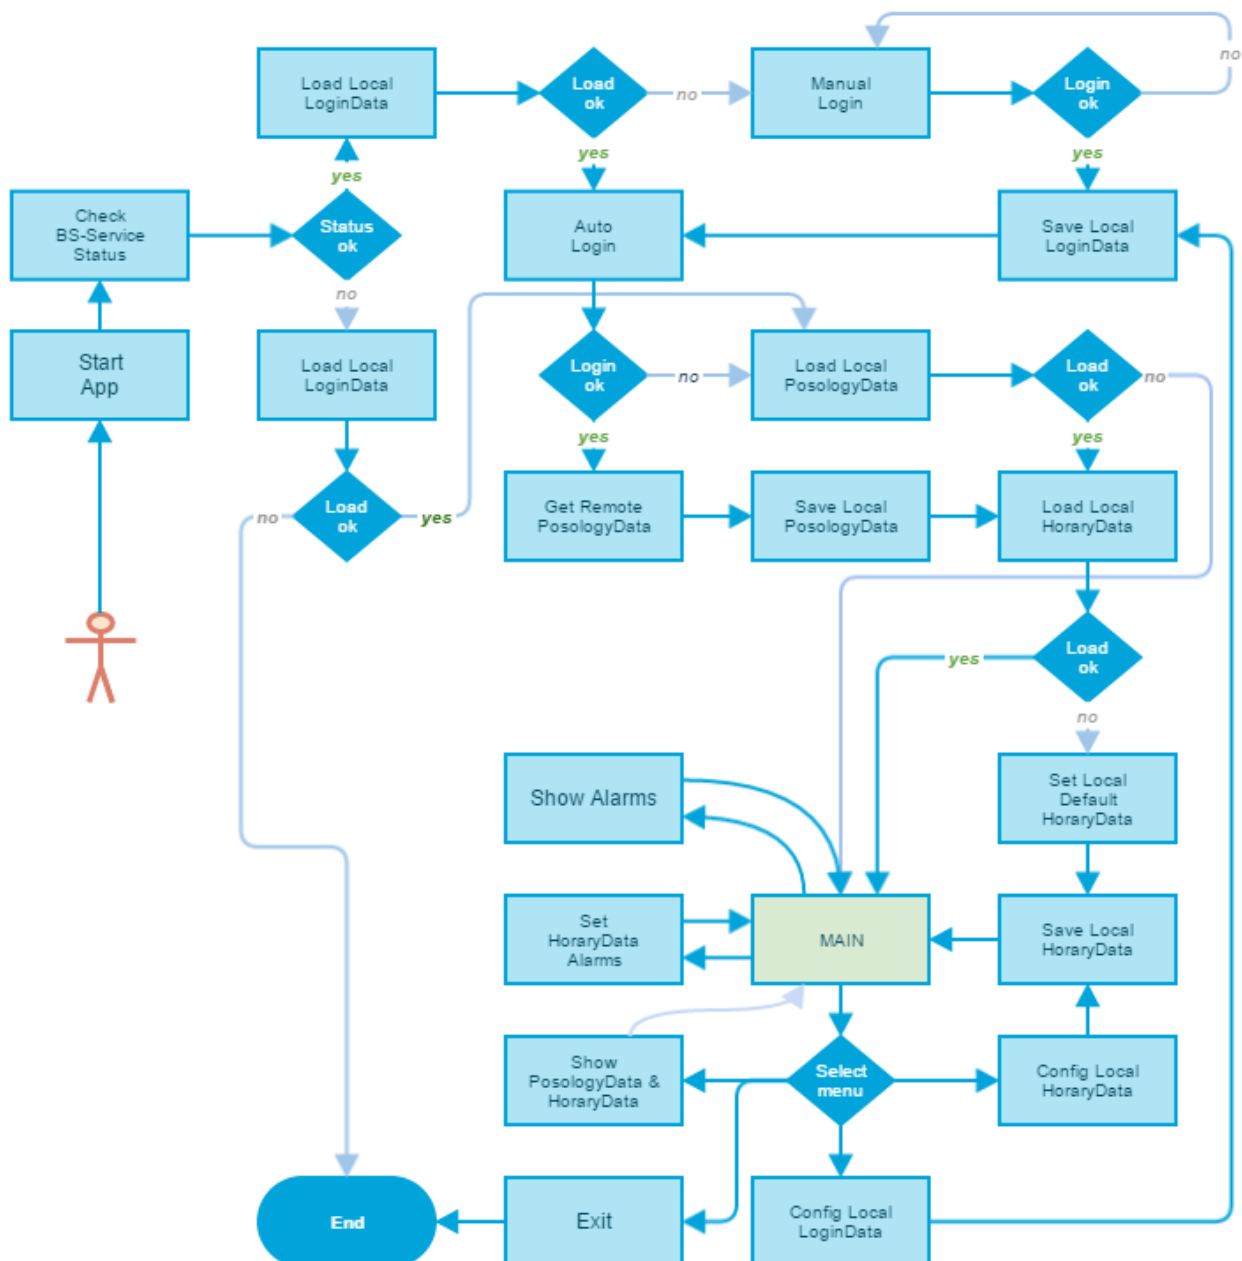 no
Load Local
LoginData
Load
ok
no
Manual
Login
Login
ok
yes
yes
yes
Check
BS-Service
Status
Status
ok
Auto
Login
Save Local
LoginData
no
Start
App
Load Local
LoginData
Login
ok
no
Load Local
PosologyData
Load
ok
no
yes
yes
no
Load
ok
yes
Get Remote
PosologyData
Save Local
PosologyData
Load Local
HoraryData
yes
Load
ok
no
Show Alarms
Set Local
Default
HoraryData
Set
HoraryData
Alarms
MAIN
Save Local
HoraryData
Show
PosologyData &
HoraryData
Select
menu
Config Local
HoraryData
End
Exit
Config Local
LoginData